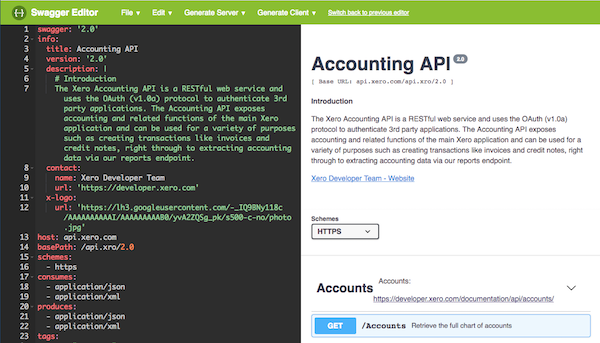 Swagger Editor File ▾ Edit ▾ Generate Server ▾ Generate Client ▾ Switch back to previous editor
1 swagger: '2.0'
2 info:
3 title: Accounting API
4 version: '2.0'
5 description: |
6 # Introduction
7 The Xero Accounting API is a RESTful web service and
uses the OAuth (v1.0a) protocol to authenticate 3rd
party applications. The Accounting API exposes
accounting and related functions of the main Xero
application and can be used for a variety of purposes
such as creating transactions like invoices and
credit notes, right through to extracting accounting
data via our reports endpoint.
8 contact:
9 name: Xero Developer Team
10 url: 'https://developer.xero.com'
11 x-logo:
12 url: 'https://lh3.googleusercontent.com/-_IQ9BNy118c
/AAAAAAAAAAI/AAAAAAAAAB0/yvA2ZQSg_pk/s500-c-no/photo
.jpg'
13 host: api.xero.com
14 basePath: /api.xro/2.0
15 schemes:
16 - https
17 consumes:
18 - application/json
19 - application/xml
20 produces:
21 - application/json
22 - application/xml
23 tags:
Accounting API 2.0
[ Base URL: api.xero.com/api.xro/2.0 ]
Introduction
The Xero Accounting API is a RESTful web service and uses the OAuth (v1.0a)
protocol to authenticate 3rd party applications. The Accounting API exposes
accounting and related functions of the main Xero application and can be used for a
variety of purposes such as creating transactions like invoices and credit notes, right
through to extracting accounting data via our reports endpoint.
Xero Developer Team - Website
Schemes
HTTPS
Accounts Accounts:
https://developer.xero.com/documentation/api/accounts/
GET /Accounts Retrieve the full chart of accounts